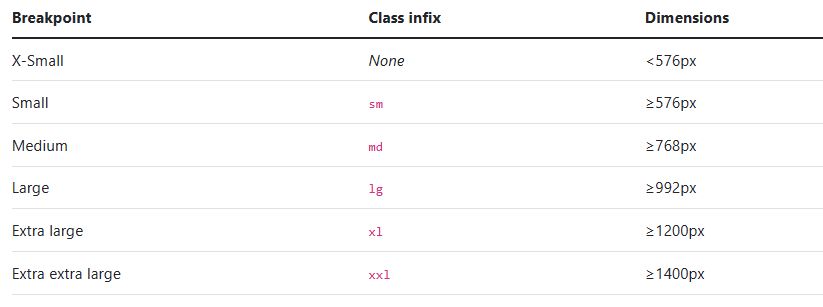 Breakpoint Class infix Dimensions
X-Small None <576px
Small sm ≥576px
Medium md ≥768px
Large lg ≥992px
Extra large xl ≥1200px
Extra extra large xxl ≥1400px